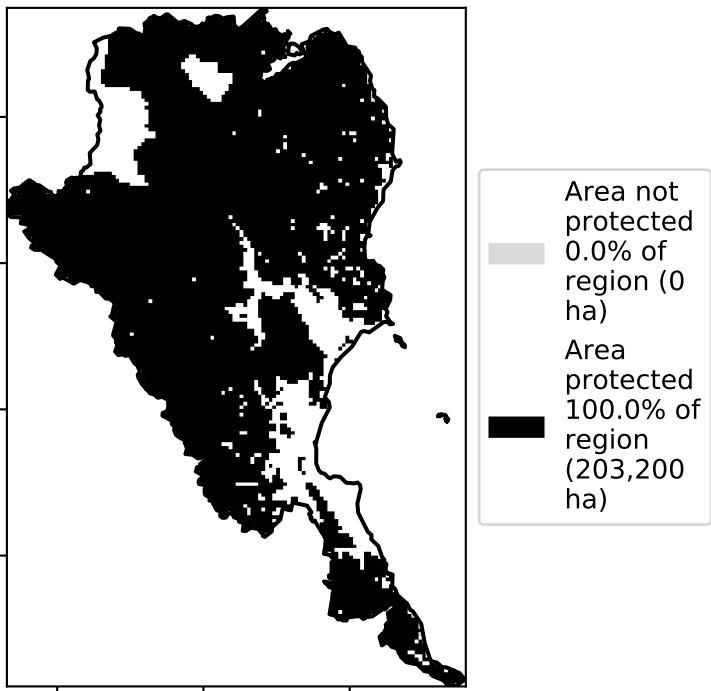 Area not
protected
0.0% of
region (0
ha)
Area
protected
100.0% of
region
(203,200
ha)